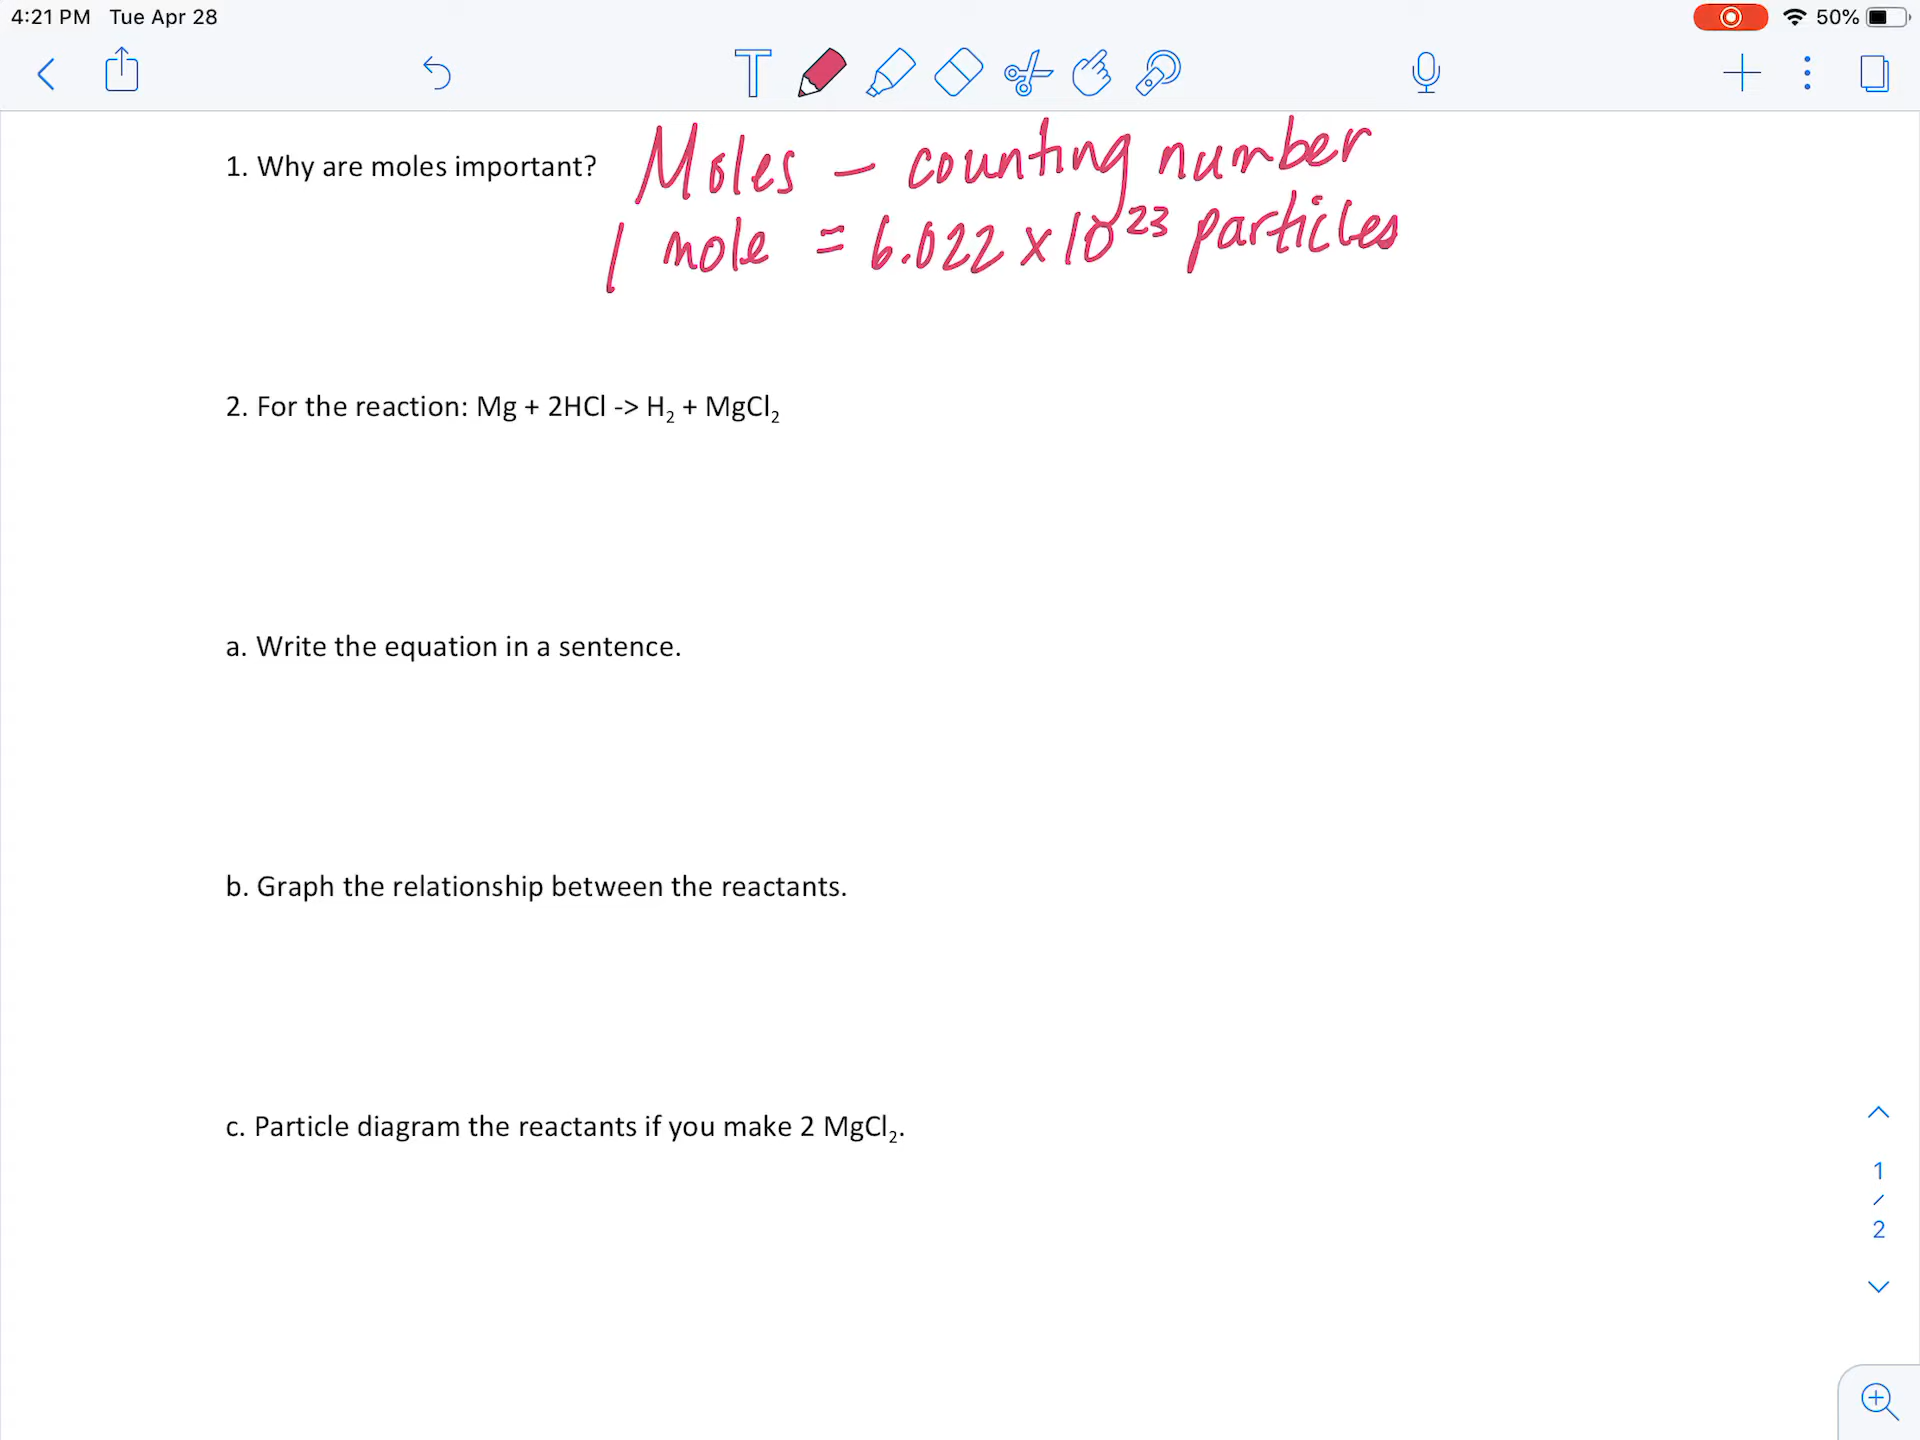 4:21 PM Tue Apr 28
50%
1. Why are moles important?
Moles – counting number
1 mole = 6.022 x 10²³ particles
2. For the reaction: Mg + 2HCl -> H₂ + MgCl₂
a. Write the equation in a sentence.
b. Graph the relationship between the reactants.
c. Particle diagram the reactants if you make 2 MgCl₂.
1
/
2